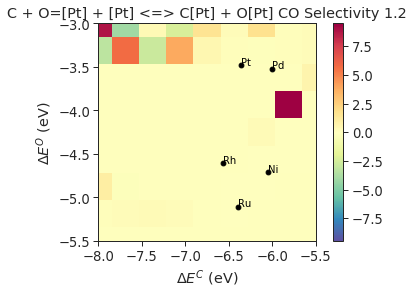 C + O=[Pt] + [Pt] <=> C[Pt] + O[Pt] CO Selectivity 1.2
−3.0
−3.5
−4.0
−4.5
−5.0
−5.5
ΔE^O (eV)
Pt
Pd
Rh
Ni
Ru
−8.0 −7.5 −7.0 −6.5 −6.0 −5.5
ΔE^C (eV)
7.5
5.0
2.5
0.0
−2.5
−5.0
−7.5